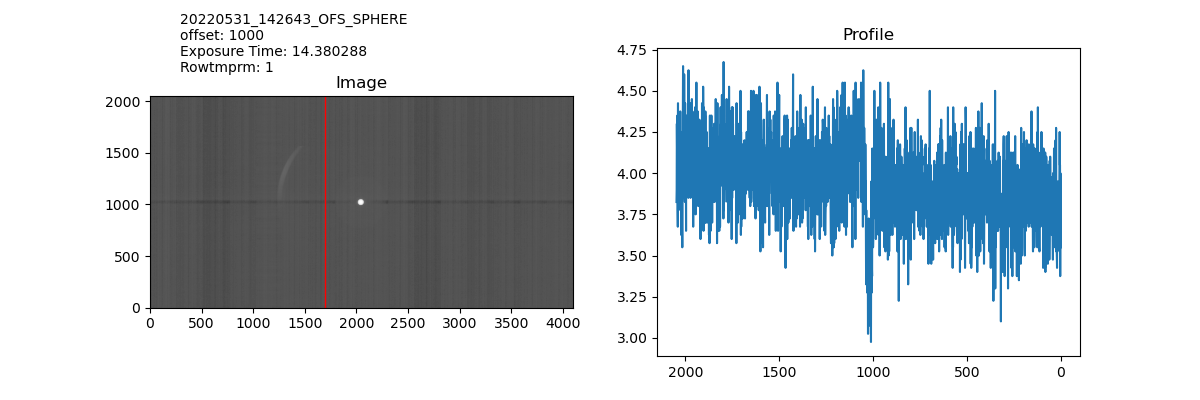 20220531_142643_OFS_SPHERE
offset: 1000
Exposure Time: 14.380288
Rowtmprm: 1
Image
2000
1500
1000
500
0
0 500 1000 1500 2000 2500 3000 3500 4000
Profile
4.75
4.50
4.25
4.00
3.75
3.50
3.25
3.00
2000 1500 1000 500 0